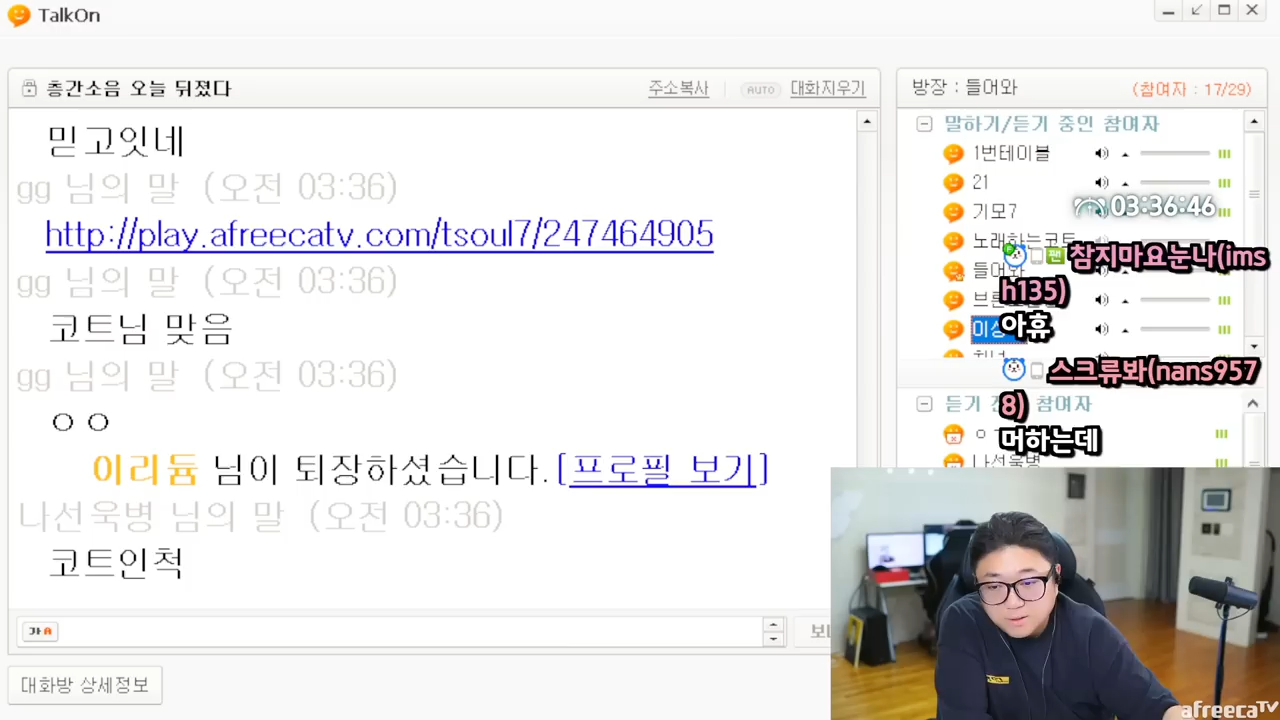 TalkOn
층간소음 오늘 뒤졌다
주소복사
AUTO
대화지우기
믿고잇네
gg 님의 말 (오전 03:36)
http://play.afreecatv.com/tsoul7/247464905
gg 님의 말 (오전 03:36)
코트님 맞음
gg 님의 말 (오전 03:36)
ㅇㅇ
이리듐 님이 퇴장하셨습니다.[프로필 보기]
나선욱병 님의 말 (오전 03:36)
코트인척
가A
대화방 상세정보
방장 : 들어와
(참여자 : 17/29)
말하기/듣기 중인 참여자
1번테이블
21
기모7
03:36:46
노래하는코트
들어와
짼 참지마요눈나(ims
h135)
아휴
스크류봐(nans957
8)
머하는데
듣기 참여자
나선욱병
afreecaTV